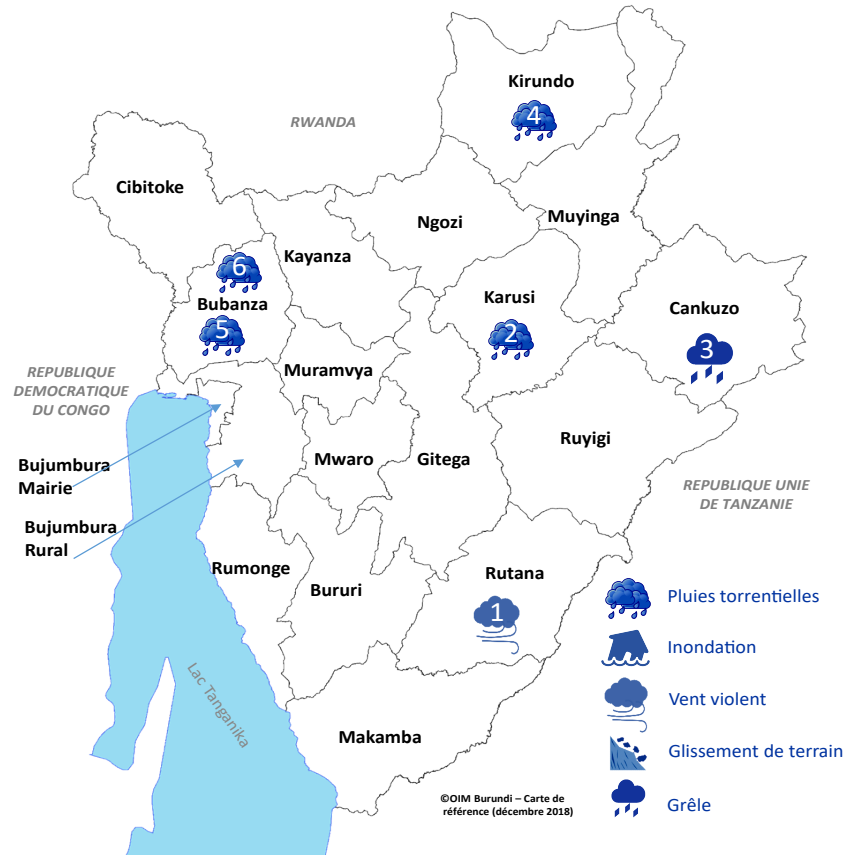 Kirundo
4
RWANDA
Cibitoke
Ngozi
Muyinga
Kayanza
6
Bubanza
5
Karusi
2
Cankuzo
3
Muramvya
REPUBLIQUE
DEMOCRATIQUE
DU CONGO
Ruyigi
Mwaro
Gitega
Bujumbura
Mairie
REPUBLIQUE UNIE
DE TANZANIE
Bujumbura
Rural
Rumonge
Bururi
Rutana
1
Lac Tanganika
Makamba
Pluies torrentielles
Inondation
Vent violent
Glissement de terrain
Grêle
©OIM Burundi – Carte de
référence (décembre 2018)